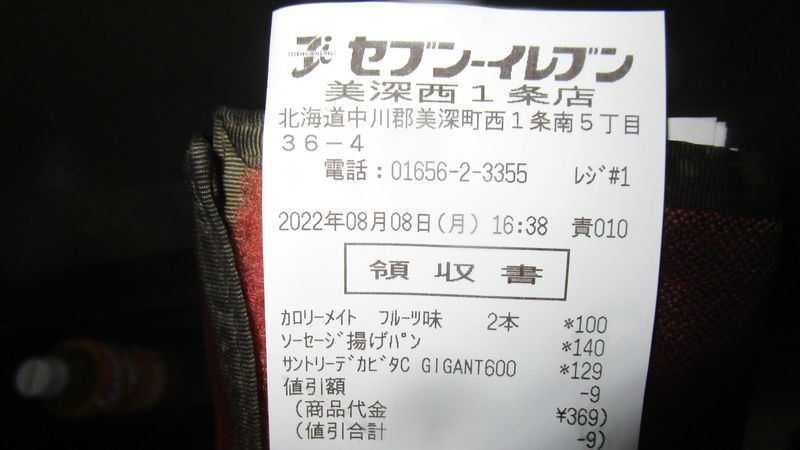 セブン-イレブン
美深西1条店
北海道中川郡美深町西1条南5丁目
36-4
電話:01656-2-3355 レジ#1
2022年08月08日(月) 16:38 責010
領収書
カロリーメイト フルーツ味 2本 *100
ソーセージ揚げパン *140
サントリーデカビタC GIGANT600 *129
値引額 -9
(商品代金 ¥369)
(値引合計 -9)